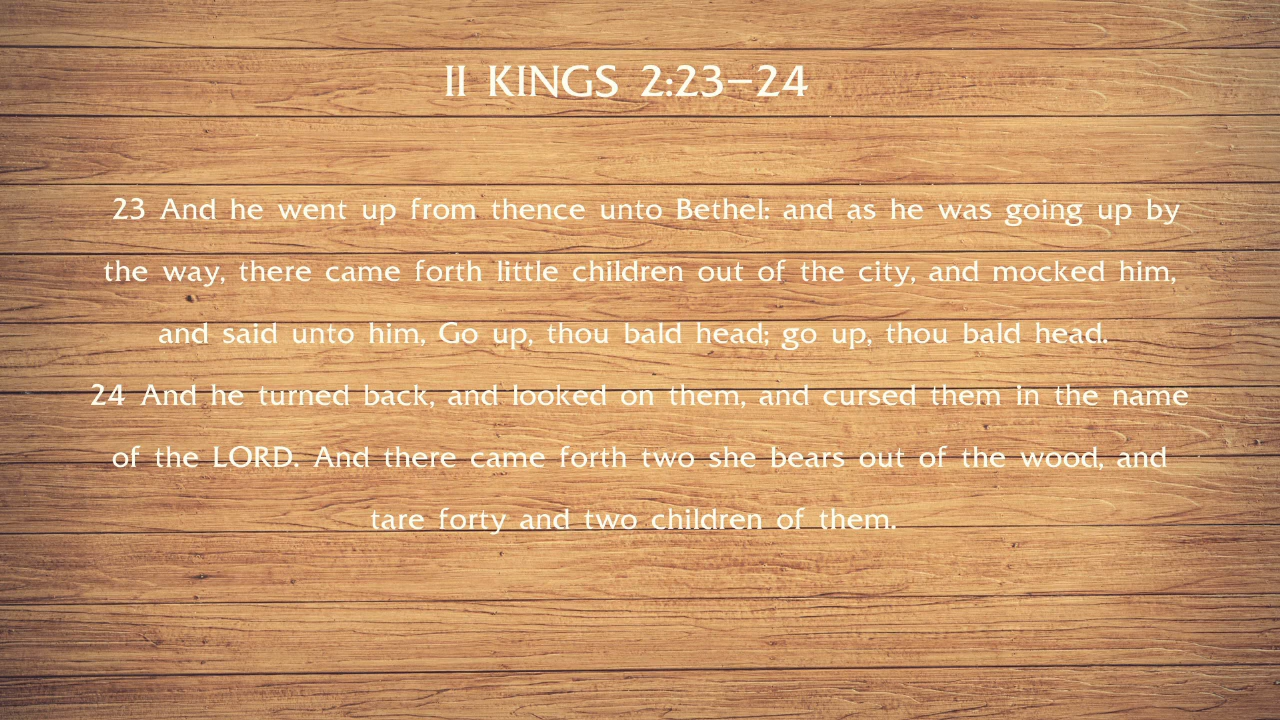 II KINGS 2:23–24
23 And he went up from thence unto Bethel: and as he was going up by
the way, there came forth little children out of the city, and mocked him,
and said unto him, Go up, thou bald head; go up, thou bald head.
24 And he turned back, and looked on them, and cursed them in the name
of the LORD. And there came forth two she bears out of the wood, and
tare forty and two children of them.